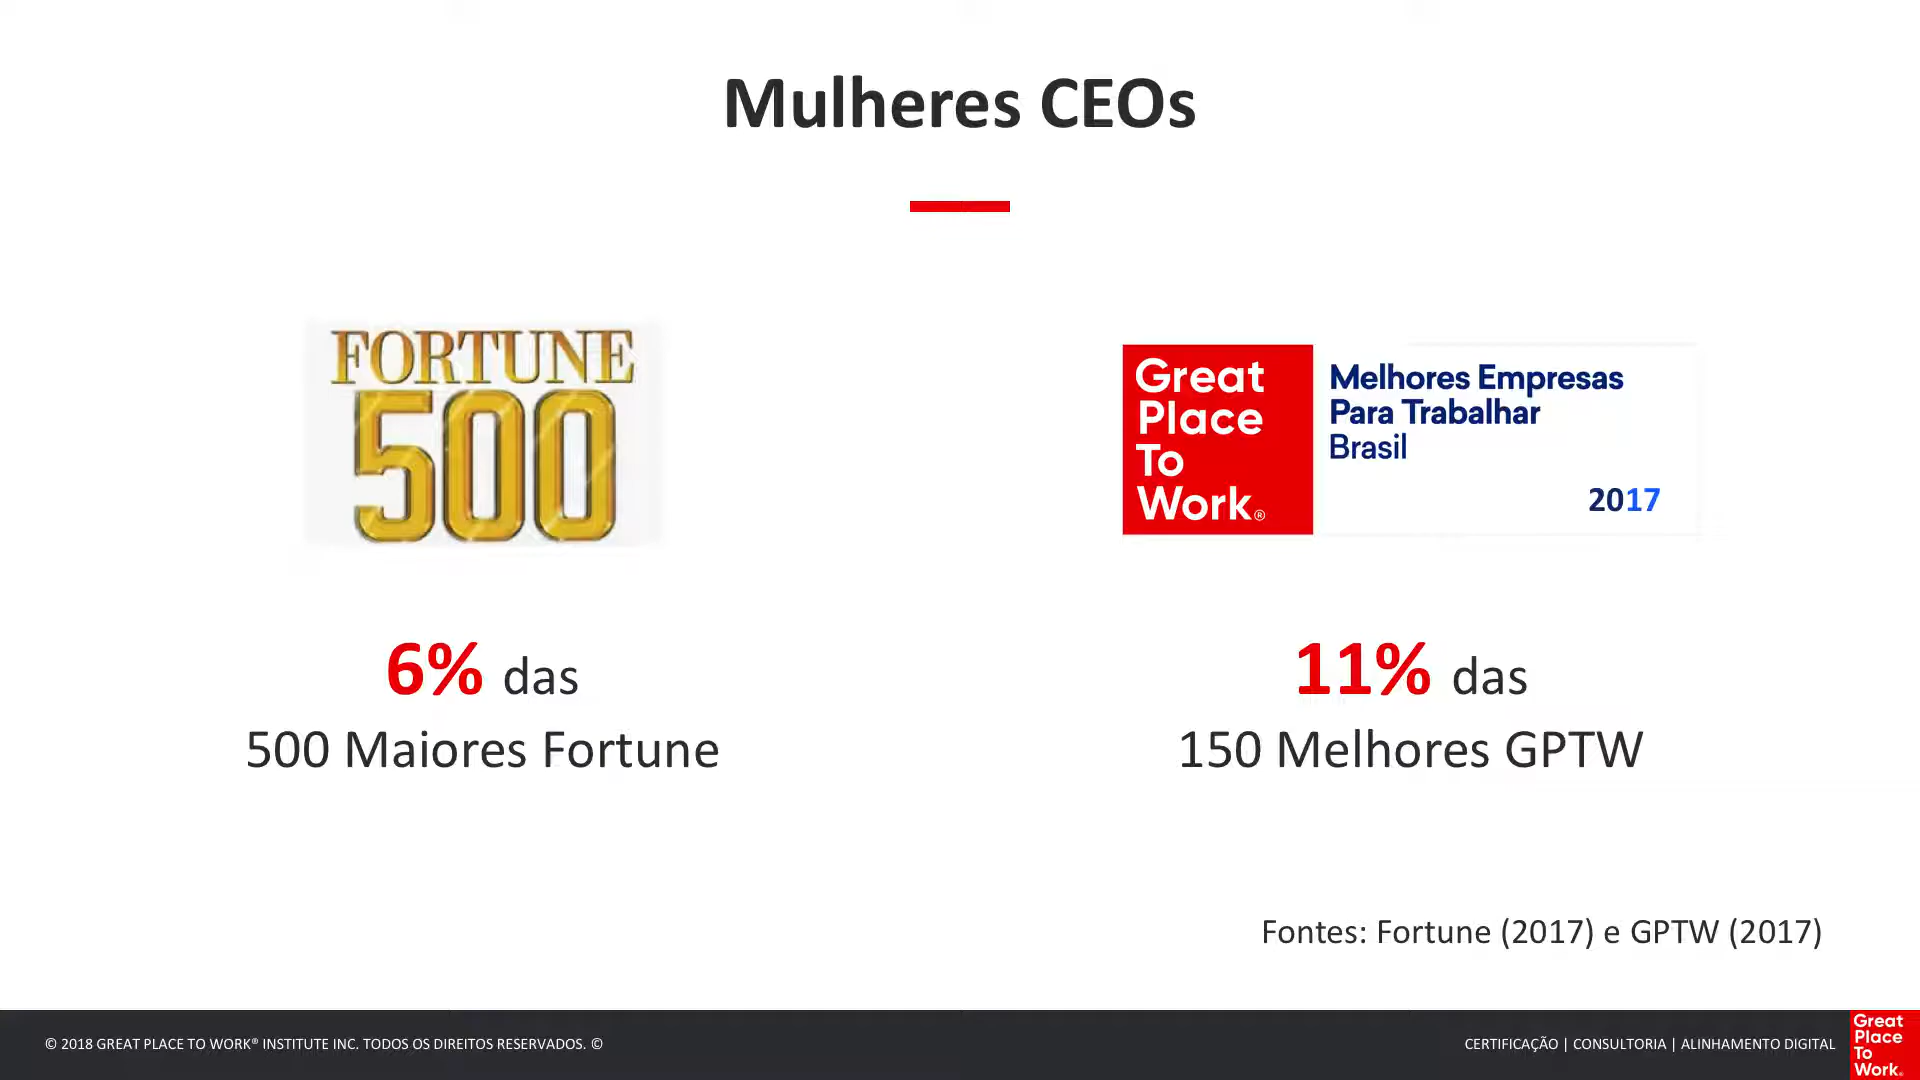 Mulheres CEOs
FORTUNE
500
Great
Place
To
Work®
Melhores Empresas
Para Trabalhar
Brasil
2017
6% das
500 Maiores Fortune
11% das
150 Melhores GPTW
Fontes: Fortune (2017) e GPTW (2017)
© 2018 GREAT PLACE TO WORK® INSTITUTE INC. TODOS OS DIREITOS RESERVADOS. ©
CERTIFICAÇÃO | CONSULTORIA | ALINHAMENTO DIGITAL
Great
Place
To
Work®